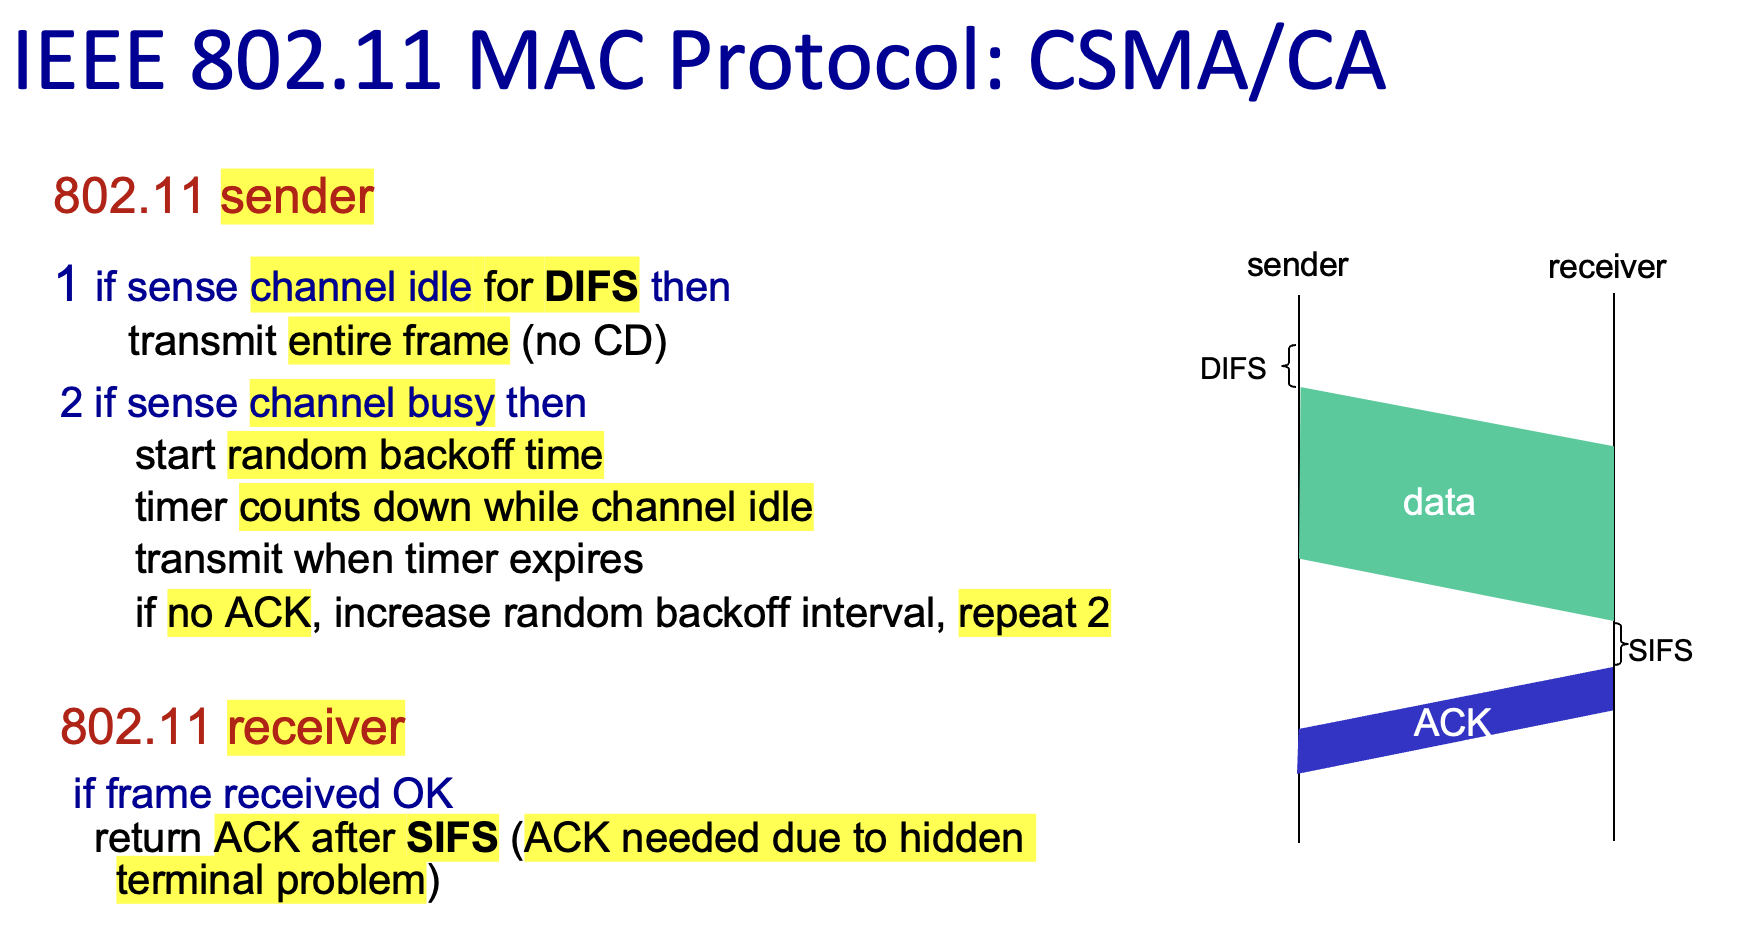 IEEE 802.11 MAC Protocol: CSMA/CA
802.11 sender
1 if sense channel idle for DIFS then
transmit entire frame (no CD)
2 if sense channel busy then
start random backoff time
timer counts down while channel idle
transmit when timer expires
if no ACK, increase random backoff interval, repeat 2
802.11 receiver
if frame received OK
return ACK after SIFS (ACK needed due to hidden
terminal problem)
sender
receiver
DIFS
data
SIFS
ACK